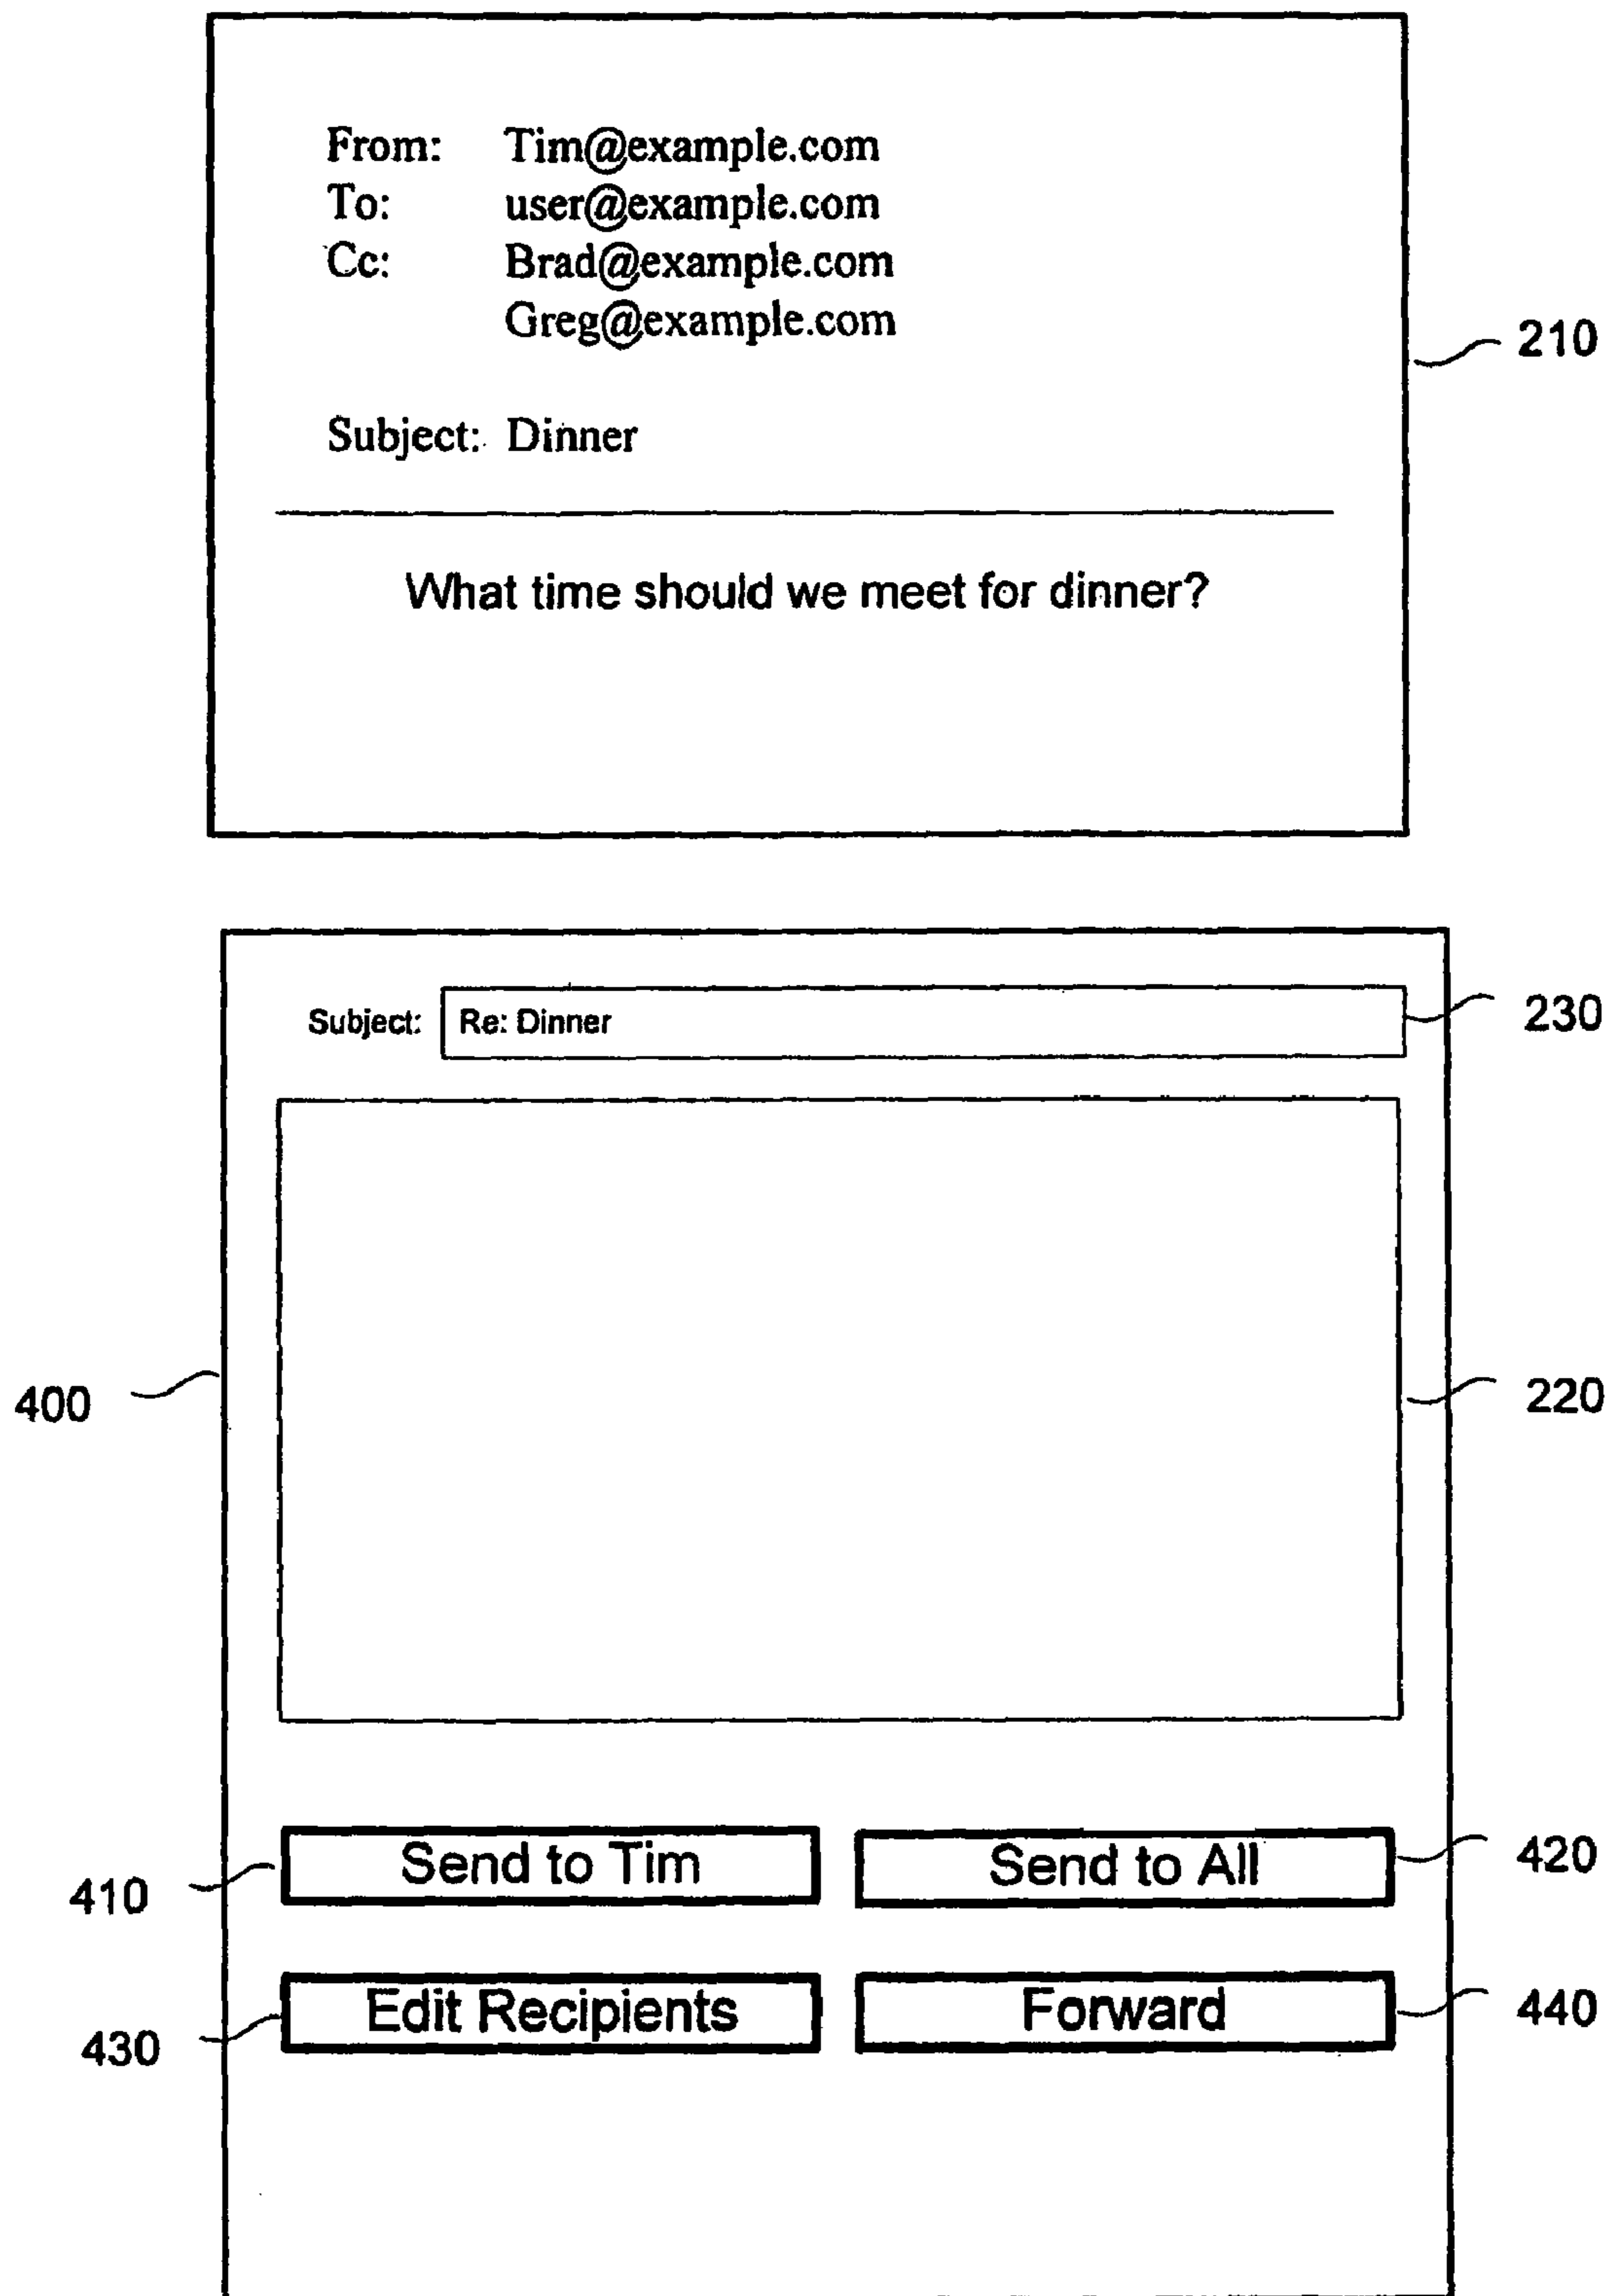 From: Tim@example.com
To: user@example.com
Cc: Brad@example.com
Greg@example.com
210
Subject: Dinner
What time should we meet for dinner?
Subject: Re: Dinner
230
400
220
Send to Tim
Send to All
410
420
Edit Recipients
Forward
430
440